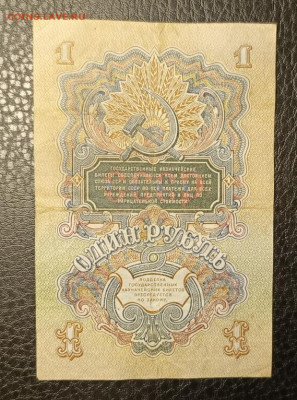 COIN.LAVE.RU
1 1
ГОСУДАРСТВЕННЫЕ КАЗНАЧЕЙСКИЕ
БИЛЕТЫ ОБЕСПЕЧИВАЮТСЯ ВСЕМ ДОСТОЯНИЕМ
СОЮЗА ССР И ОБЯЗАТЕЛЬНЫ К ПРИЕМУ НА ВСЕЙ
ТЕРРИТОРИИ СССР ВО ВСЕ ПЛАТЕЖИ ДЛЯ ВСЕХ
УЧРЕЖДЕНИЙ, ПРЕДПРИЯТИЙ И ЛИЦ ПО
НАРИЦАТЕЛЬНОЙ СТОИМОСТИ
ОДИН РУБЛЬ
ПОДДЕЛКА
ГОСУДАРСТВЕННЫХ
КАЗНАЧЕЙСКИХ БИЛЕТОВ
ПРЕСЛЕДУЕТСЯ
ПО ЗАКОНУ.
1 1